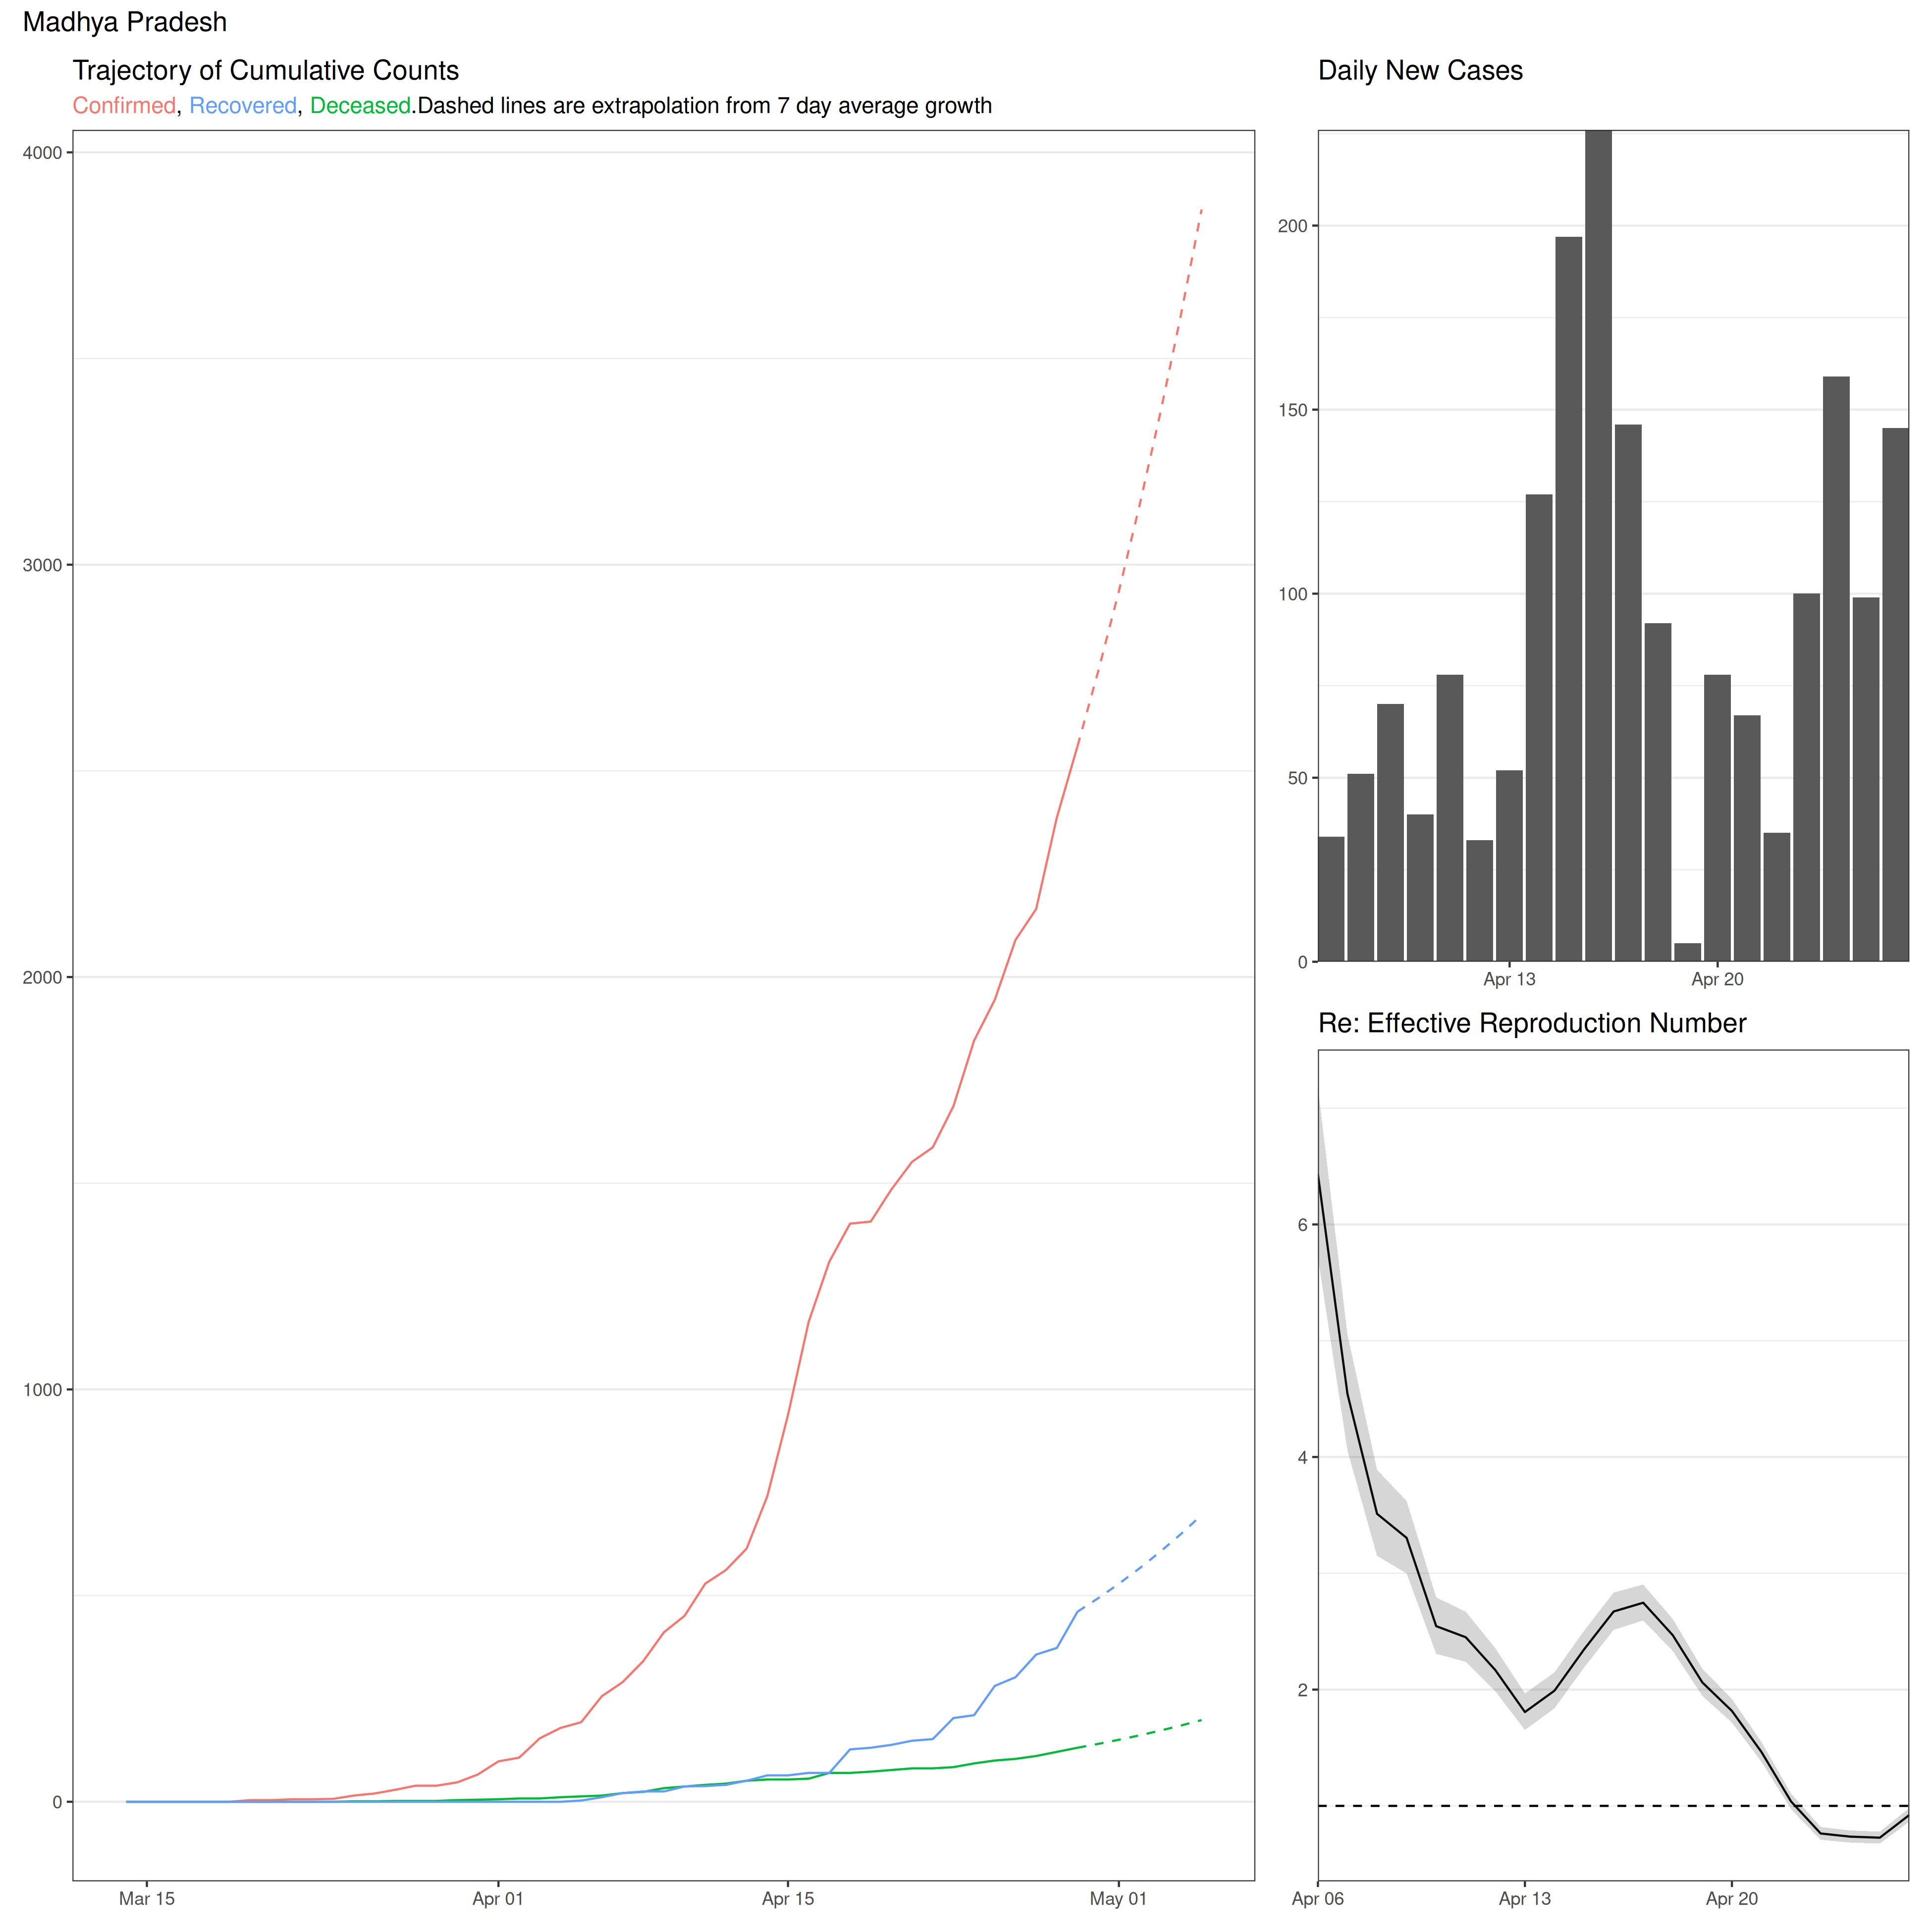 Madhya Pradesh
Trajectory of Cumulative Counts
Confirmed, Recovered, Deceased.Dashed lines are extrapolation from 7 day average growth
4000
3000
2000
1000
0
Mar 15
Apr 01
Apr 15
May 01
Daily New Cases
200
150
100
50
0
Apr 13
Apr 20
Re: Effective Reproduction Number
6
4
2
Apr 06
Apr 13
Apr 20